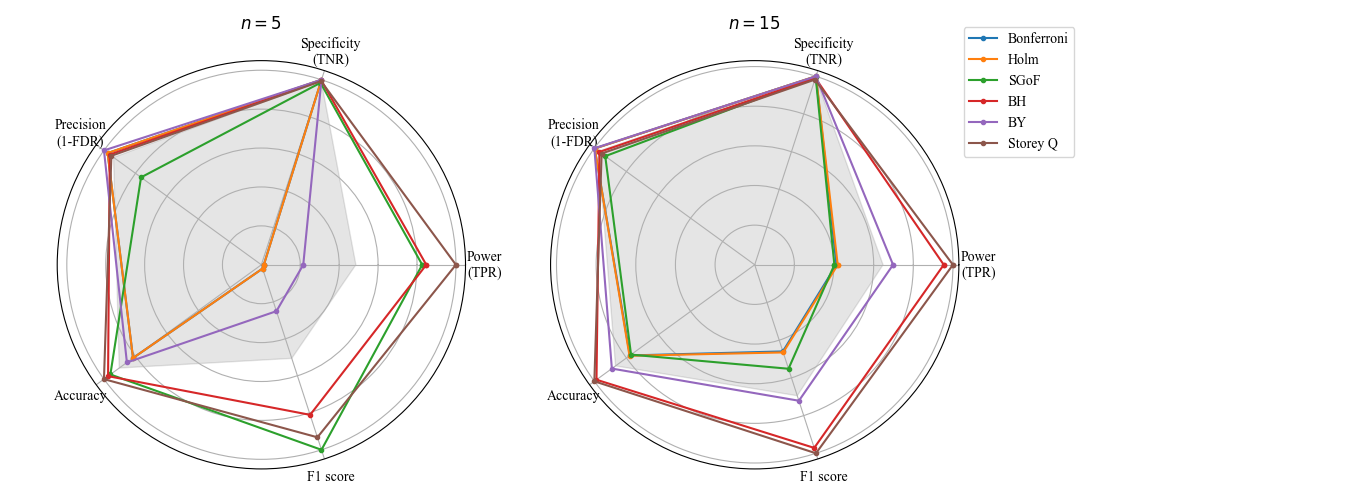 n = 5
Specificity
(TNR)
Precision
(1-FDR)
Power
(TPR)
Accuracy
F1 score
n = 15
Specificity
(TNR)
Precision
(1-FDR)
Power
(TPR)
Accuracy
F1 score
Bonferroni
Holm
SGoF
BH
BY
Storey Q